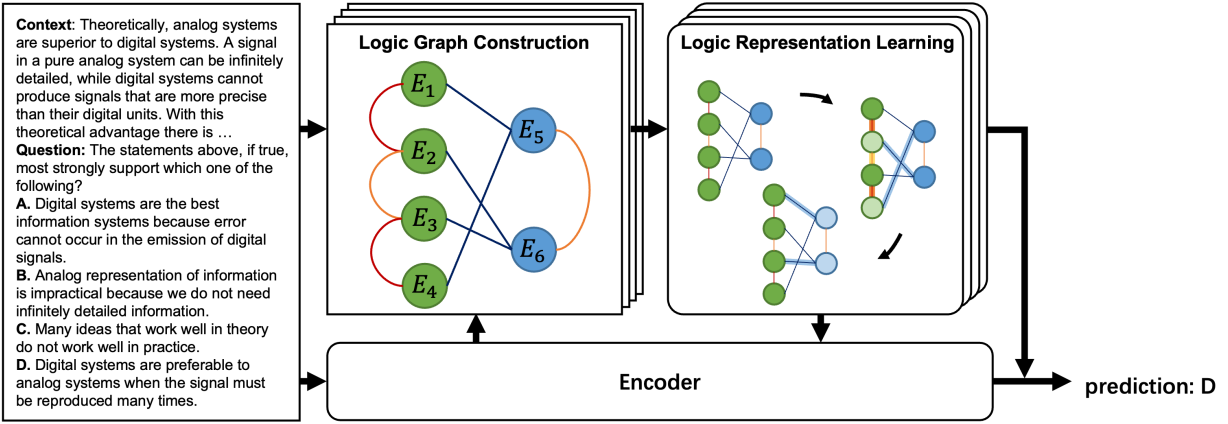 Context: Theoretically, analog systems
are superior to digital systems. A signal
in a pure analog system can be infinitely
detailed, while digital systems cannot
produce signals that are more precise
than their digital units. With this
theoretical advantage there is …
Question: The statements above, if true,
most strongly support which one of the
following?
A. Digital systems are the best
information systems because error
cannot occur in the emission of digital
signals.
B. Analog representation of information
is impractical because we do not need
infinitely detailed information.
C. Many ideas that work well in theory
do not work well in practice.
D. Digital systems are preferable to
analog systems when the signal must
be reproduced many times.
Logic Graph Construction
E1
E2
E3
E4
E5
E6
Logic Representation Learning
Encoder
prediction: D